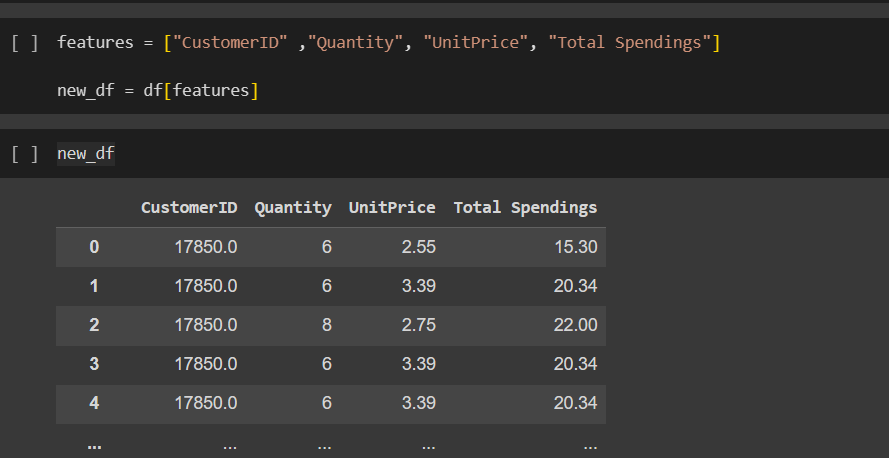 [ ] features = ["CustomerID" ,"Quantity", "UnitPrice", "Total Spendings"]
new_df = df[features]
[ ] new_df
CustomerID Quantity UnitPrice Total Spendings
0 17850.0 6 2.55 15.30
1 17850.0 6 3.39 20.34
2 17850.0 8 2.75 22.00
3 17850.0 6 3.39 20.34
4 17850.0 6 3.39 20.34
... ... ... ... ...